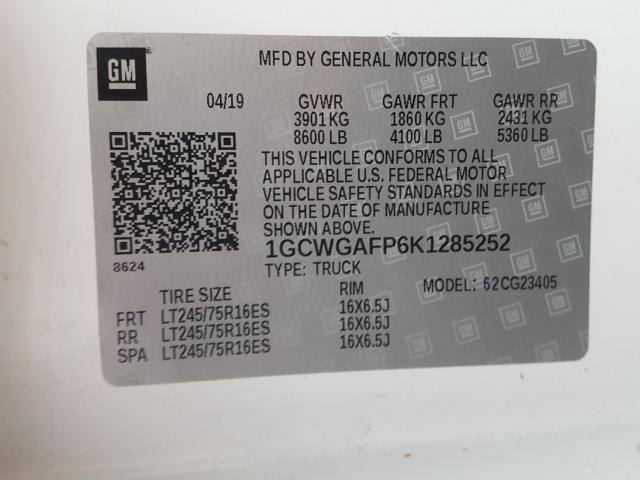 GM
MFD BY GENERAL MOTORS LLC
04/19 GVWR GAWR FRT GAWR RR
3901 KG 1860 KG 2431 KG
8600 LB 4100 LB 5360 LB
THIS VEHICLE CONFORMS TO ALL
APPLICABLE U.S. FEDERAL MOTOR
VEHICLE SAFETY STANDARDS IN EFFECT
ON THE DATE OF MANUFACTURE
SHOWN ABOVE.
1GCWGAFP6K1285252
8624 TYPE: TRUCK MODEL: 62CG23405
TIRE SIZE RIM
FRT LT245/75R16ES 16X6.5J
RR LT245/75R16ES 16X6.5J
SPA LT245/75R16ES 16X6.5J